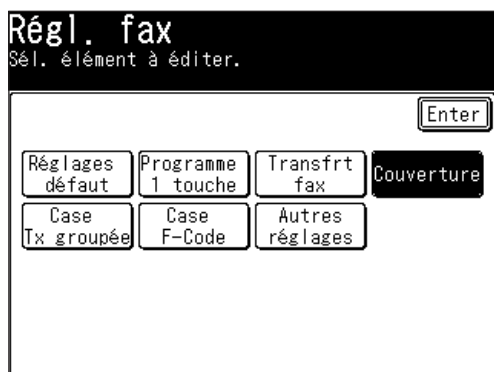 Régl. fax
Sél. élément à éditer.
Enter
Réglages Programme Transfrt Couverture
défaut 1 touche fax
Case Case Autres
Tx groupée F-Code réglages